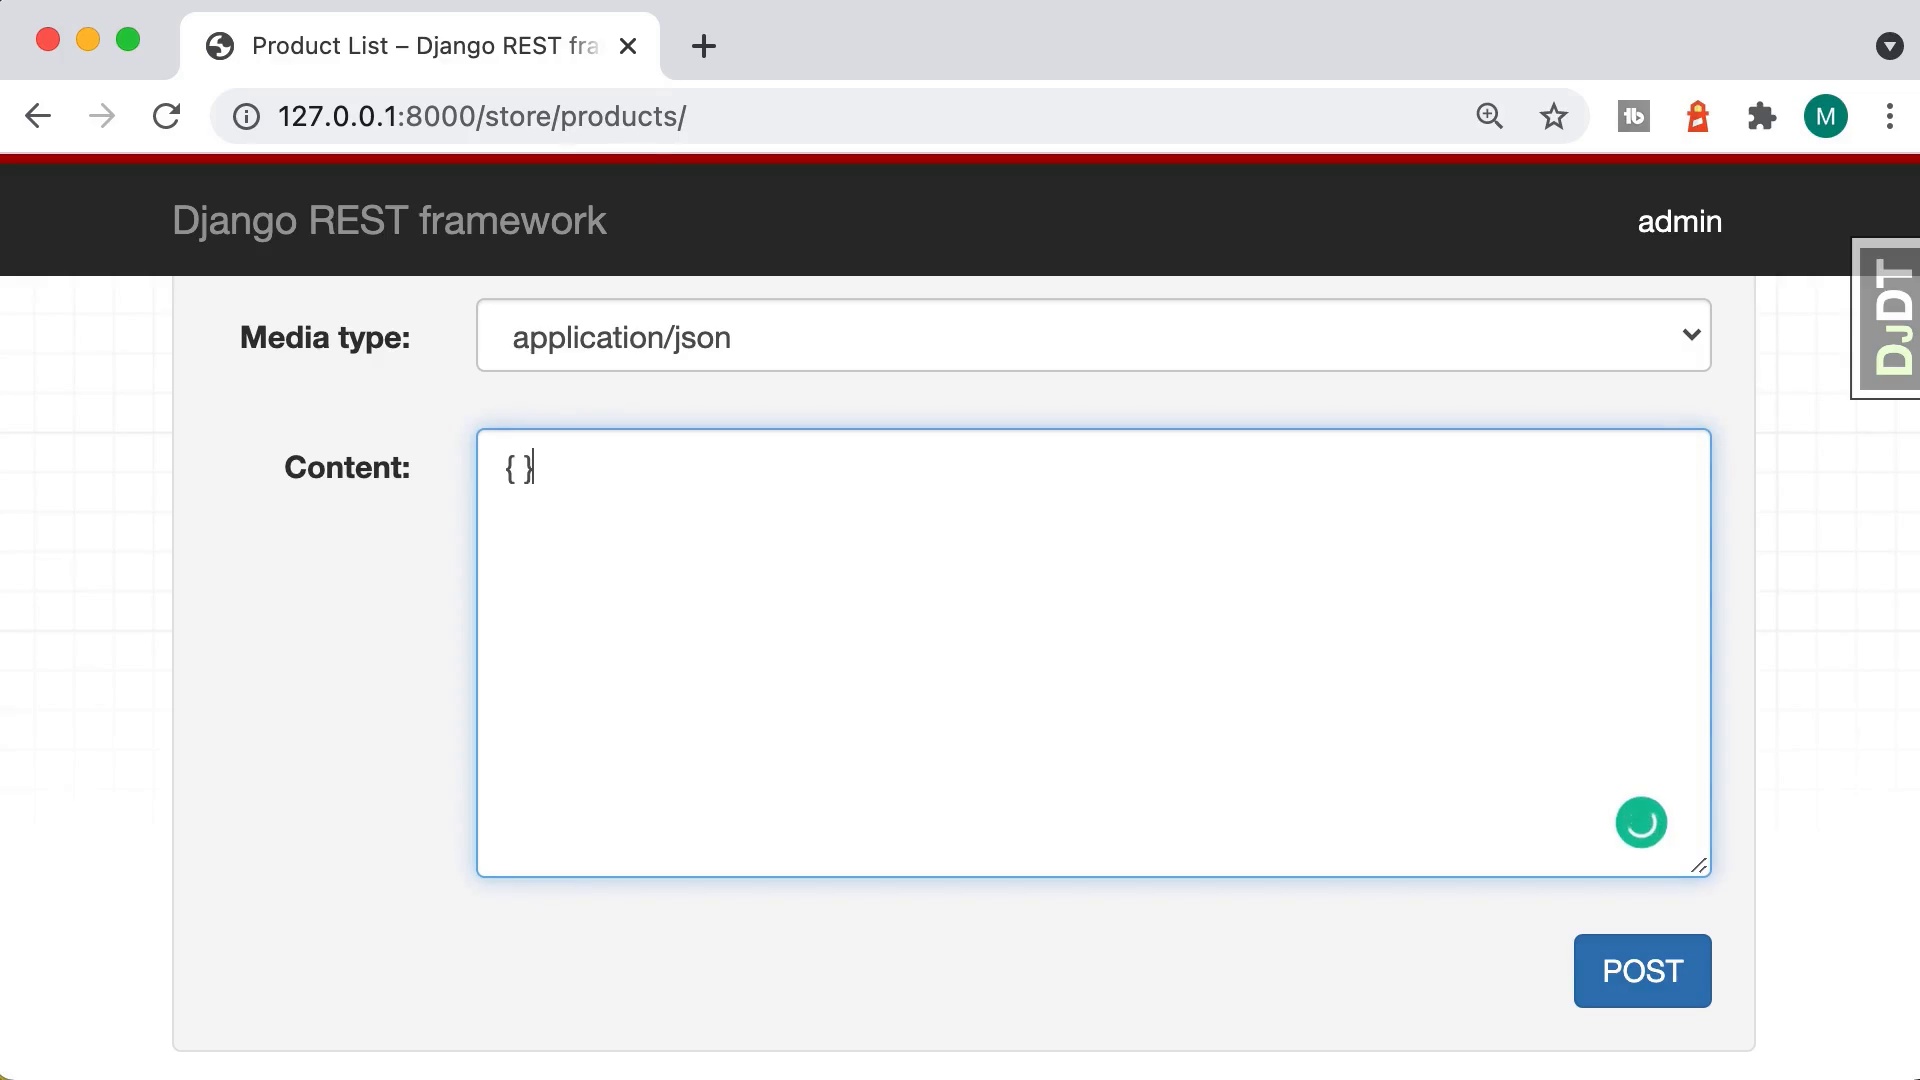 Product List – Django REST fra
127.0.0.1:8000/store/products/
M
Django REST framework
admin
DJDT
Media type:
application/json
Content:
{ }
POST